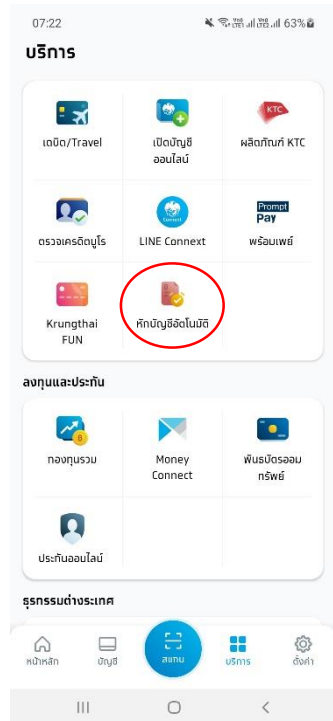 07:22
63%
บริการ
เดบิต/Travel
เปิดบัญชี
ออนไลน์
KTC
ผลิตภัณฑ์ KTC
ตรวจเครดิตบูโร
Connext
LINE Connext
Prompt
Pay
พร้อมเพย์
Krungthai
FUN
หักบัญชีอัตโนมัติ
ลงทุนและประกัน
กองทุนรวม
Money
Connect
พันธบัตรออม
ทรัพย์
ประกันออนไลน์
ธุรกรรมต่างประเทศ
หน้าหลัก
บัญชี
สแกน
บริการ
ตั้งค่า